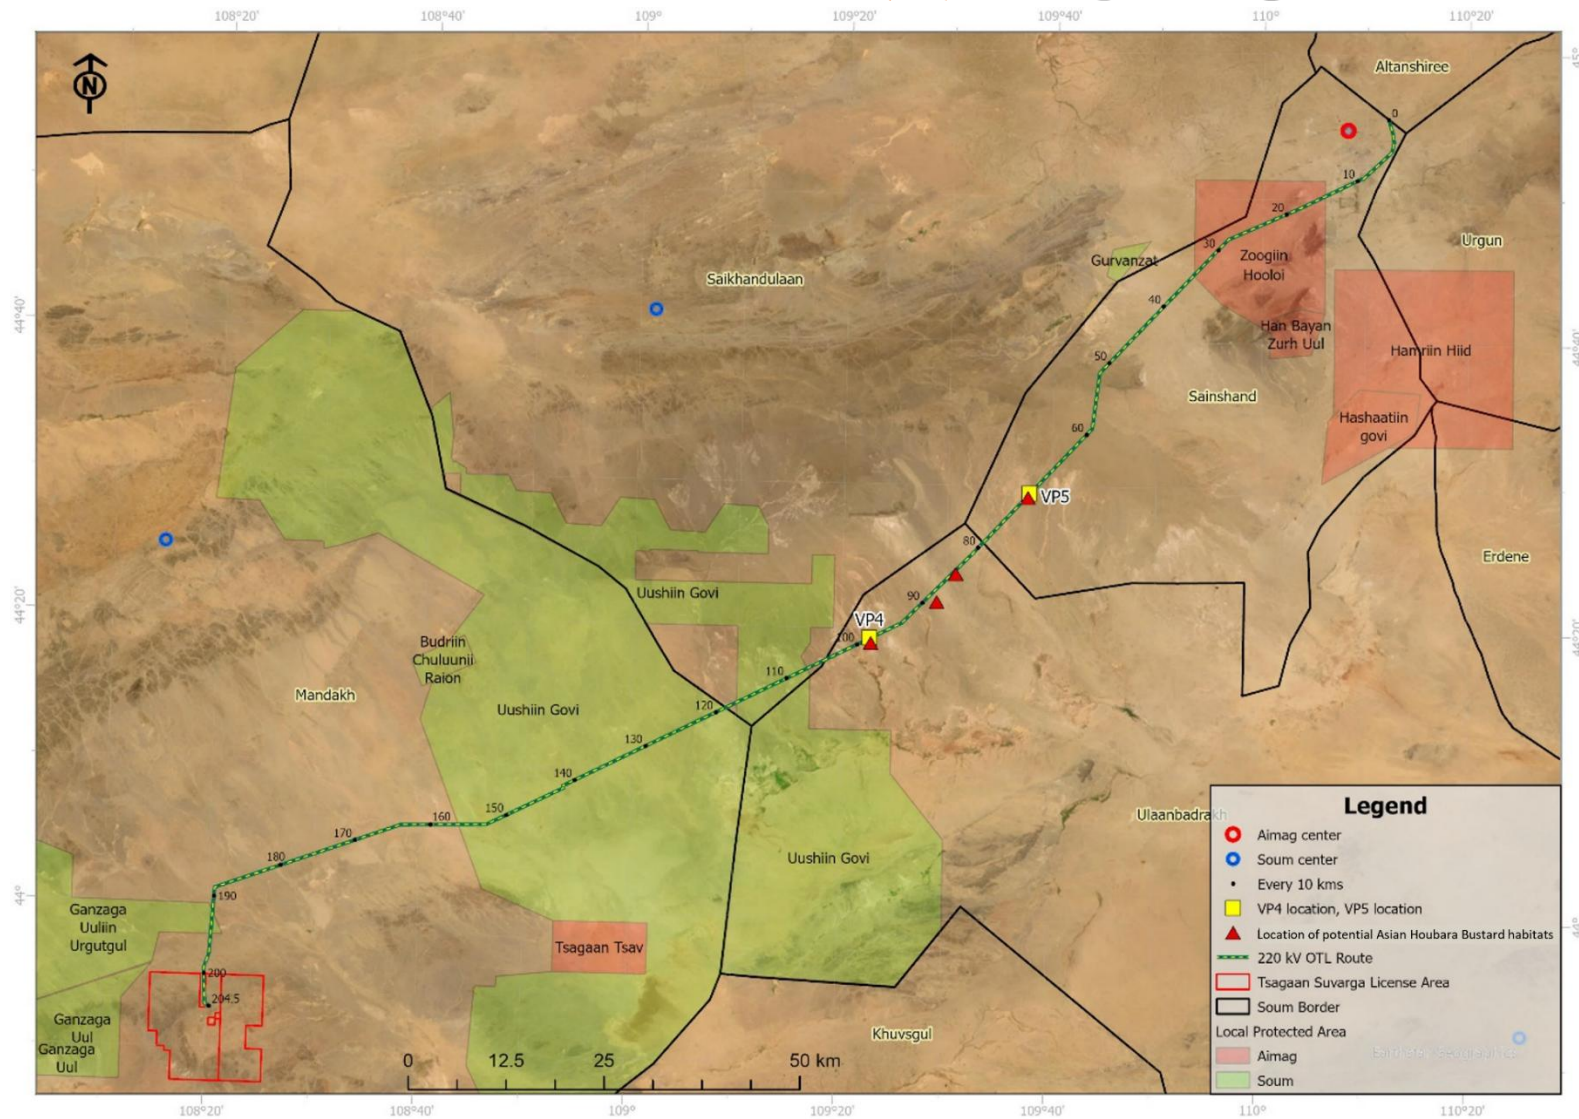 108°20'
108°40'
109°
109°20'
109°40'
110°
110°20'
N
Altanshiree
45°
0
10
20
30
Zoogiin
Hooloi
Urgun
Gurvanzat
Saikhandulaan
40
44°40'
44°40'
Han Bayan
Zurh Uul
Hamriin Hiid
50
Sainshand
Hashaatiin
govi
60
VP5
80
Erdene
Uushiin Govi
90
44°20'
44°20'
VP4
100
Budriin
Chuluunii
Raion
110
Mandakh
Uushiin Govi
120
130
140
150
160
170
180
190
Uushiin Govi
Ulaanbadrakh
44°
44°
Ganzaga
Uuliin
Urgutgul
Tsagaan Tsav
200
204.5
Ganzaga
Uul
Ganzaga
Uul
Khuvsgul
0
12.5
25
50 km
Legend
Aimag center
Soum center
Every 10 kms
VP4 location, VP5 location
Location of potential Asian Houbara Bustard habitats
220 kV OTL Route
Tsagaan Suvarga License Area
Soum Border
Local Protected Area
Aimag
Soum
108°20'
108°40'
109°
109°20'
109°40'
110°
110°20'